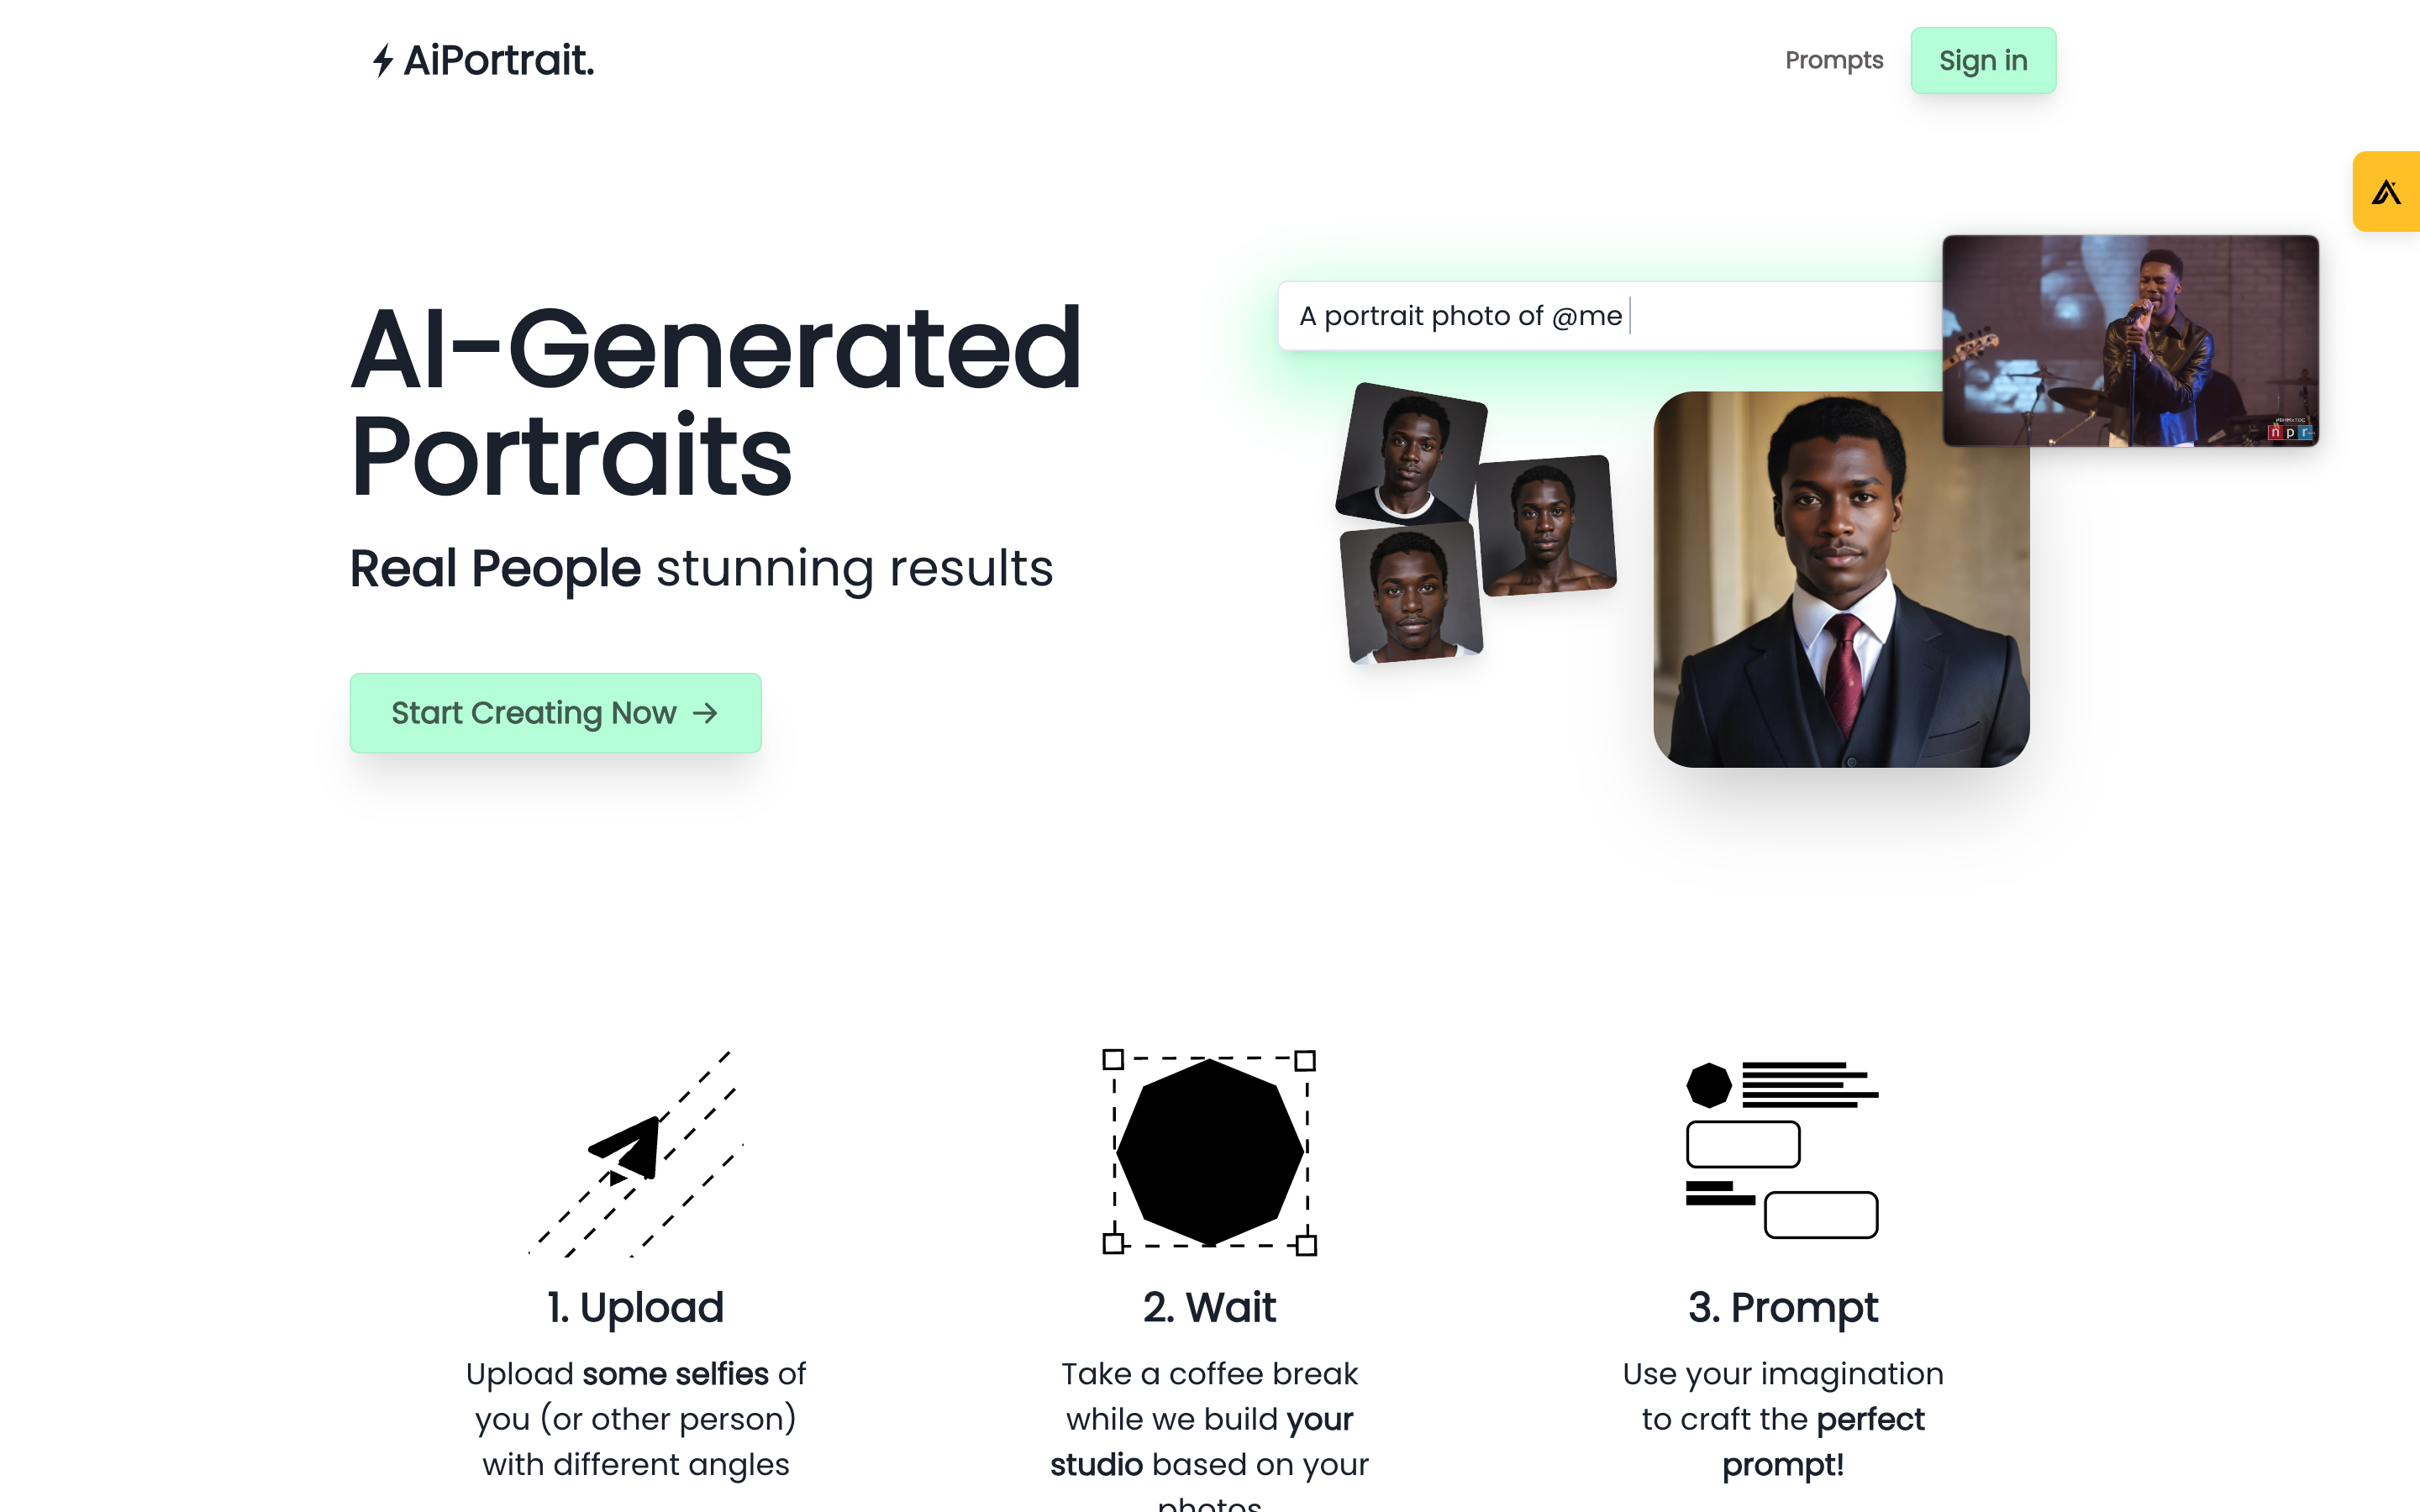 AiPortrait.
Prompts
Sign in
AI-Generated
Portraits
Real People stunning results
Start Creating Now
A portrait photo of @me
npr
1. Upload
Upload some selfies of
you (or other person)
with different angles
2. Wait
Take a coffee break
while we build your
studio based on your
photos
3. Prompt
Use your imagination
to craft the perfect
prompt!